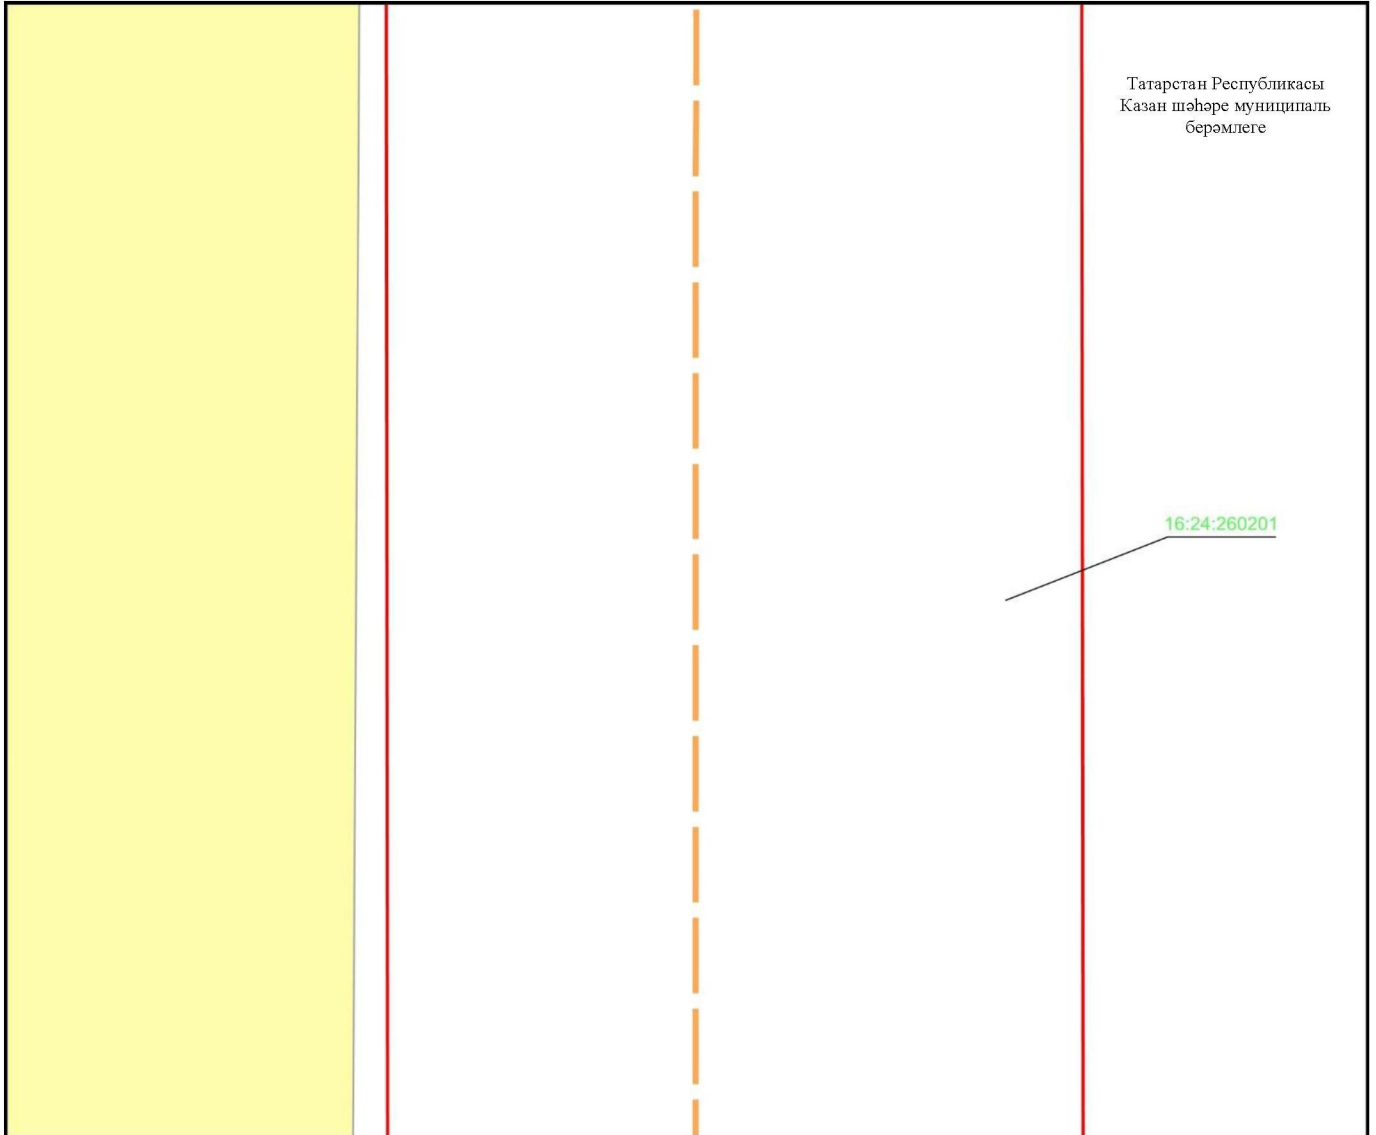 Татарстан Республикасы
Казан шәһәре муниципаль
берәмлеге
16:24:260201